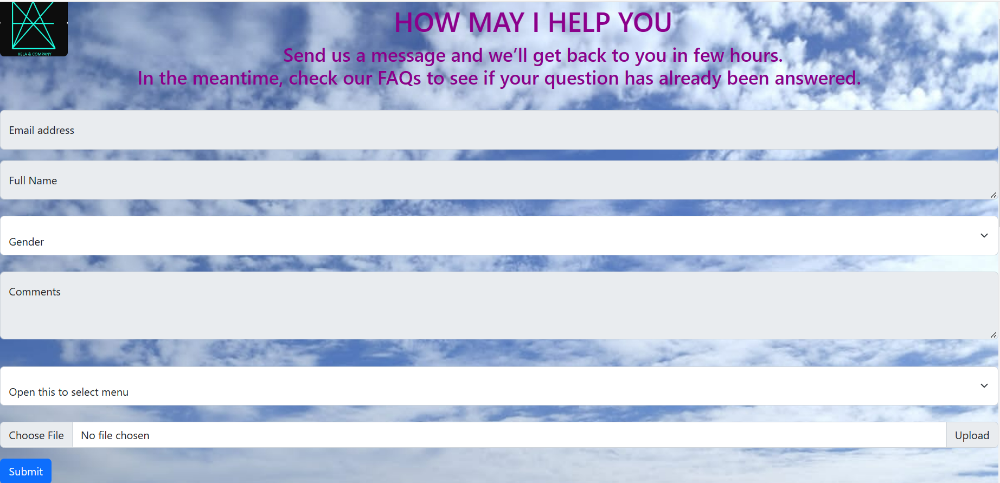 XELA & COMPANY
HOW MAY I HELP YOU
Send us a message and we’ll get back to you in few hours.
In the meantime, check our FAQs to see if your question has already been answered.
Email address
Full Name
Gender
Comments
Open this to select menu
Choose File No file chosen Upload
Submit